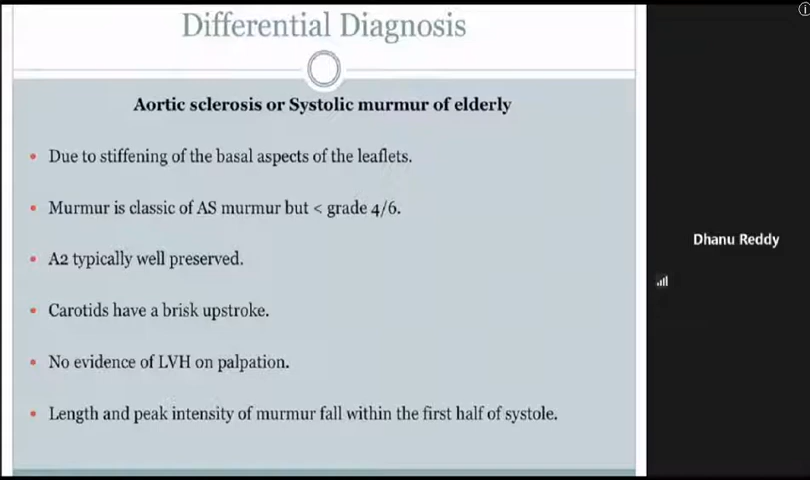 Differential Diagnosis
Aortic sclerosis or Systolic murmur of elderly
• Due to stiffening of the basal aspects of the leaflets.
• Murmur is classic of AS murmur but < grade 4/6.
• A2 typically well preserved.
• Carotids have a brisk upstroke.
• No evidence of LVH on palpation.
• Length and peak intensity of murmur fall within the first half of systole.
Dhanu Reddy